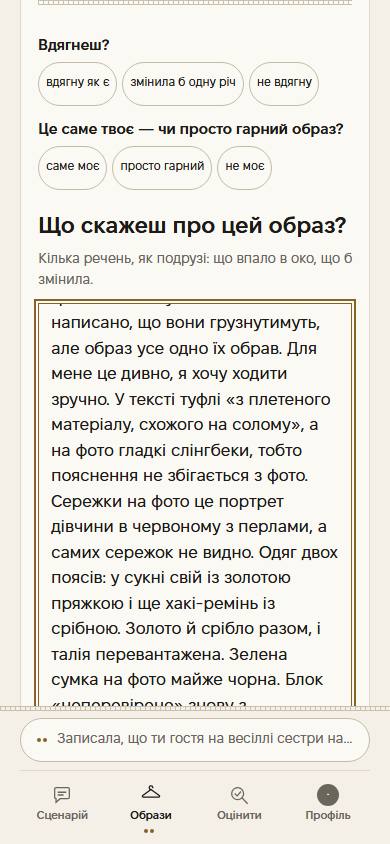 Вдягнеш?
вдягну як є
змінила б одну річ
не вдягну
Це саме твоє — чи просто гарний образ?
саме моє
просто гарний
не моє
Що скажеш про цей образ?
Кілька речень, як подрузі: що впало в око, що б
змінила.
написано, що вони грузнутимуть,
але образ усе одно їх обрав. Для
мене це дивно, я хочу ходити
зручно. У тексті туфлі «з плетеного
матеріалу, схожого на солому», а
на фото гладкі слінгбеки, тобто
пояснення не збігається з фото.
Сережки на фото це портрет
дівчини в червоному з перлами, а
самих сережок не видно. Одяг двох
поясів: у сукні свій із золотою
пряжкою і ще хакі-ремінь із
срібною. Золото й срібло разом, і
талія перевантажена. Зелена
сумка на фото майже чорна. Блок
Записала, що ти гостя на весіллі сестри на...
Сценарій
Образи
Оцінити
Профіль